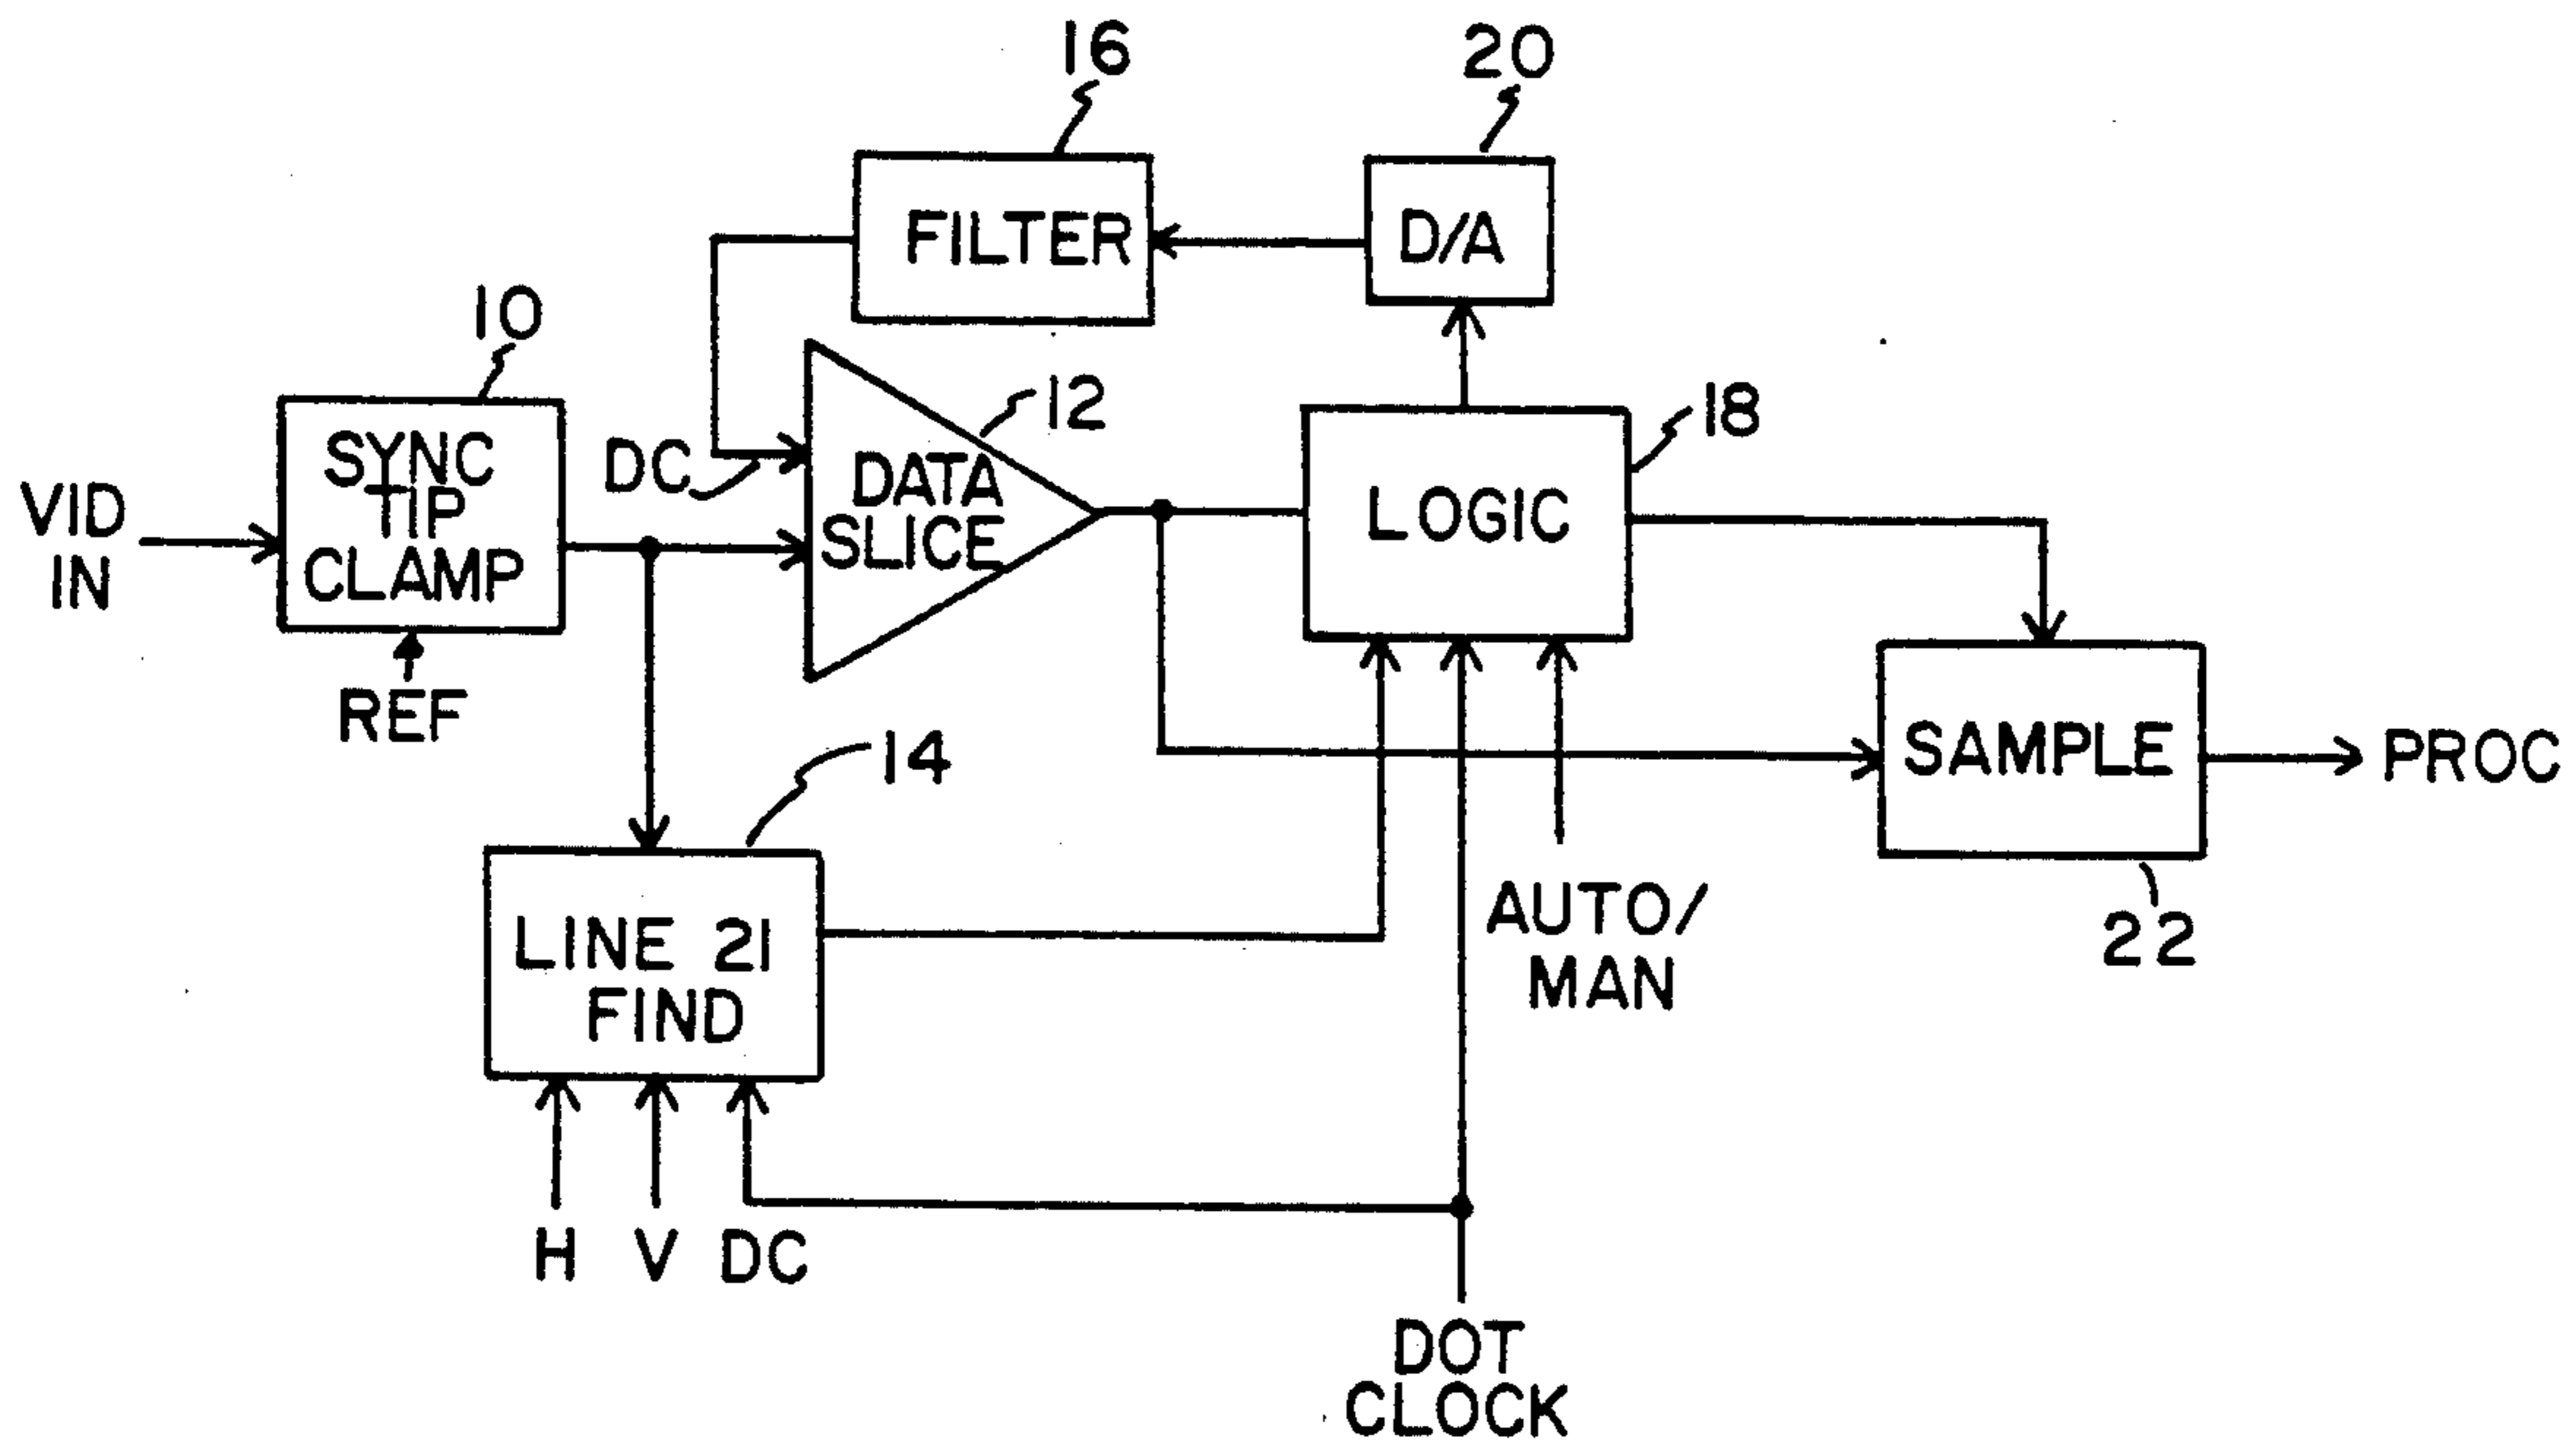 16
20
FILTER
D/A
10
12
18
SYNC
TIP
CLAMP
DC
DATA
SLICE
LOGIC
VID
IN
REF
14
SAMPLE
PROC
LINE 21
FIND
AUTO/
MAN
22
H V DC
DOT
CLOCK